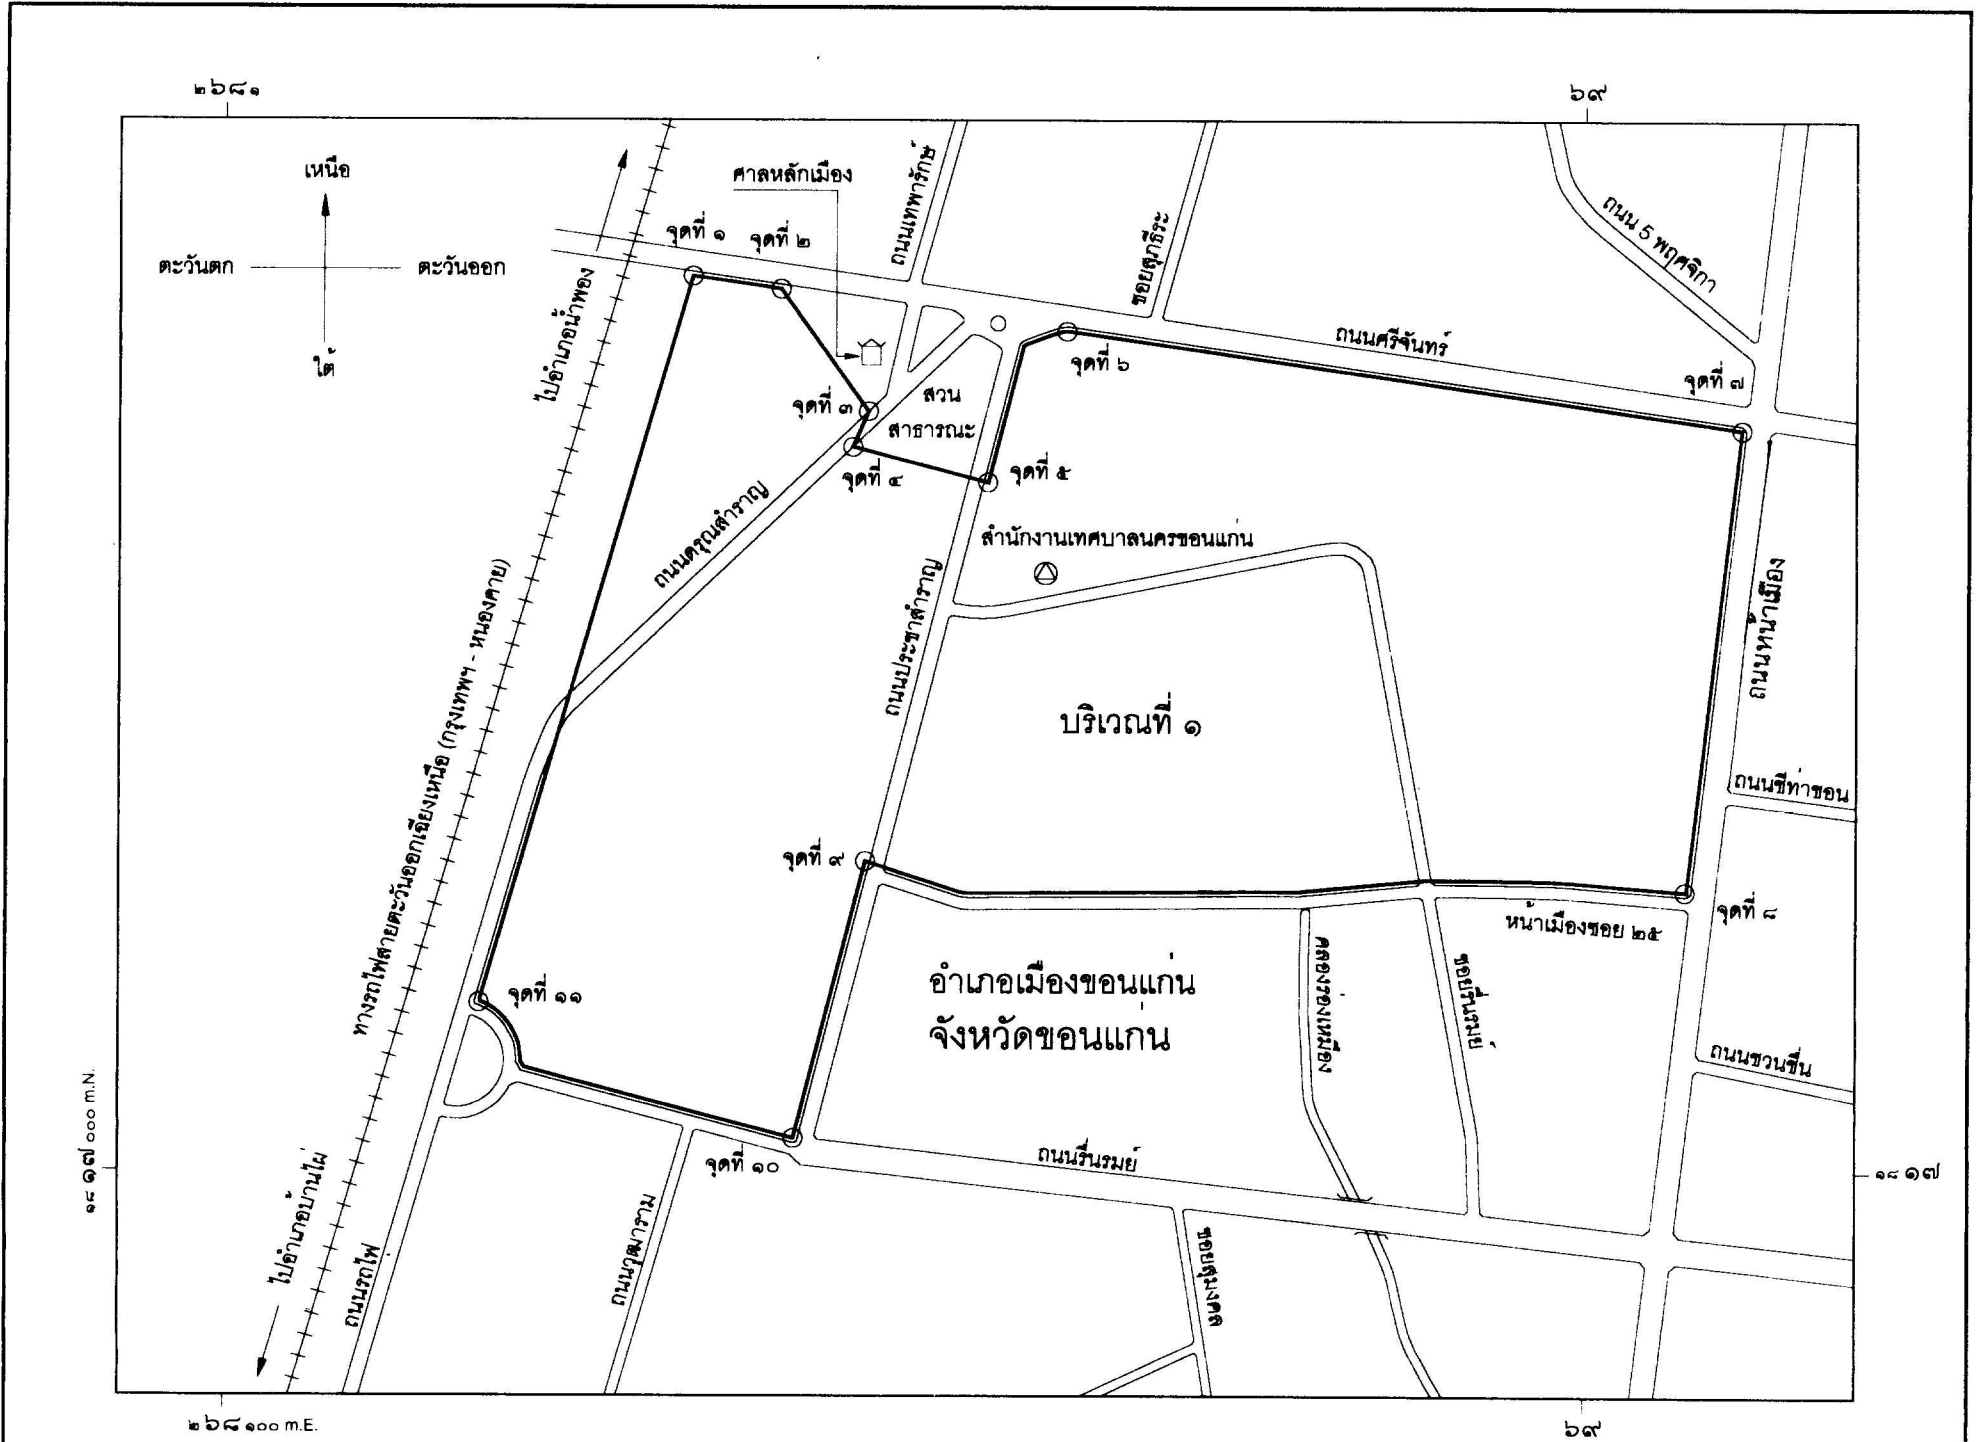 ๒๖๘๑
๖๙
เหนือ
ตะวันตก
ตะวันออก
ใต้
ศาลหลักเมือง
ถนนเทพารักษ์
ซอยสุภีธีระ
ถนน 5 พฤศจิกา
จุดที่ ๑
จุดที่ ๒
ไปอำเภอน้ำพอง
ถนนศรีจันทร์
จุดที่ ๖
จุดที่ ๗
จุดที่ ๓
สวน
สาธารณะ
จุดที่ ๔
จุดที่ ๕
ถนนดรุณสำราญ
สำนักงานเทศบาลนครขอนแก่น
ถนนประชาสำราญ
ถนนหน้าเมือง
ทางรถไฟสายตะวันออกเฉียงเหนือ (กรุงเทพฯ - หนองคาย)
บริเวณที่ ๑
ถนนชีท่าขอน
จุดที่ ๙
จุดที่ ๘
หน้าเมืองซอย ๒๕
จุดที่ ๑๑
อำเภอเมืองขอนแก่น
จังหวัดขอนแก่น
คลองร่องเหมือง
ซอยรื่นรมย์
ถนนชวนชื่น
๑๘๑๗ ๐๐๐ m.N.
จุดที่ ๑๐
ถนนรื่นรมย์
๑๘๑๗
ไปอำเภอบ้านไผ่
ถนนรถไฟ
ถนนวุฒาราม
ซอยสุมงคล
๒๖๘๑๐๐ m.E.
๖๙